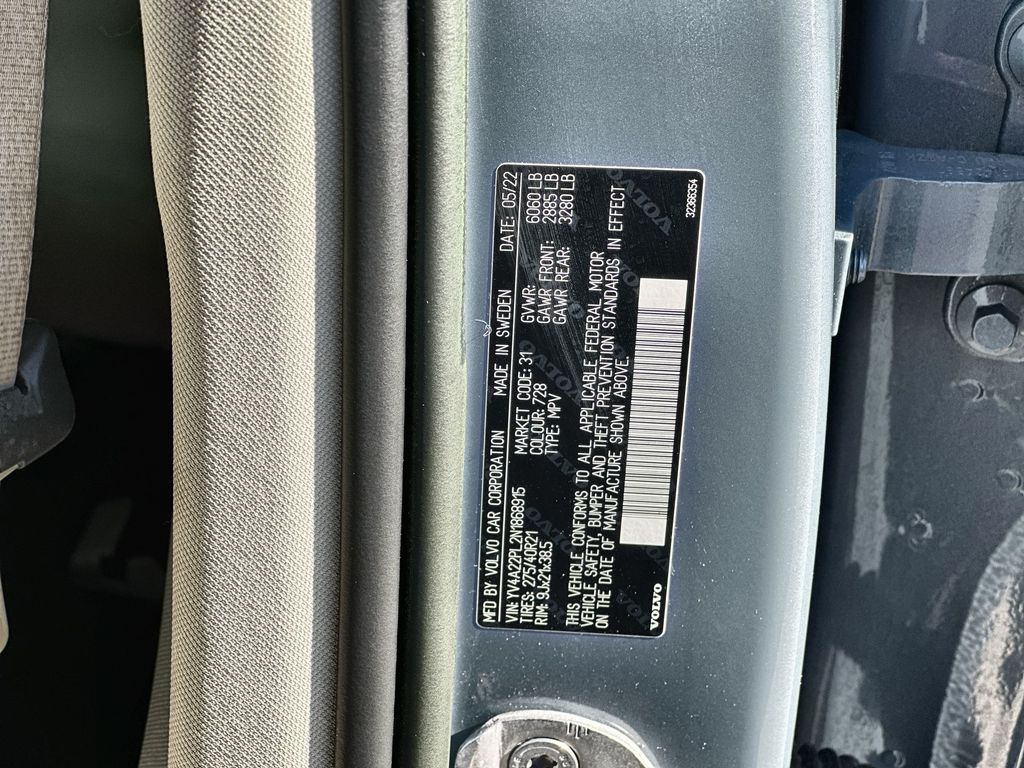 MFD BY VOLVO CAR CORPORATION MADE IN SWEDEN DATE: 05/22
VIN: YV4A22PL2N1868915
TIRES: 275/40R21 MARKET CODE: 31 GVWR: 6060 LB
RIM: 9Jx21x38.5 COLOUR: 728 GAWR FRONT: 2885 LB
TYPE: MPV GAWR REAR: 3280 LB
THIS VEHICLE CONFORMS TO ALL APPLICABLE FEDERAL MOTOR
VEHICLE SAFETY, BUMPER AND THEFT PREVENTION STANDARDS IN EFFECT
ON THE DATE OF MANUFACTURE SHOWN ABOVE.
VOLVO 32366354